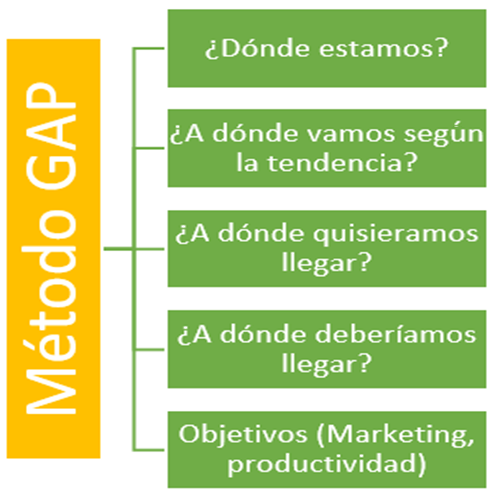 Método GAP
¿Dónde estamos?
¿A dónde vamos según
la tendencia?
¿A dónde quisieramos
llegar?
¿A dónde deberíamos
llegar?
Objetivos (Marketing,
productividad)